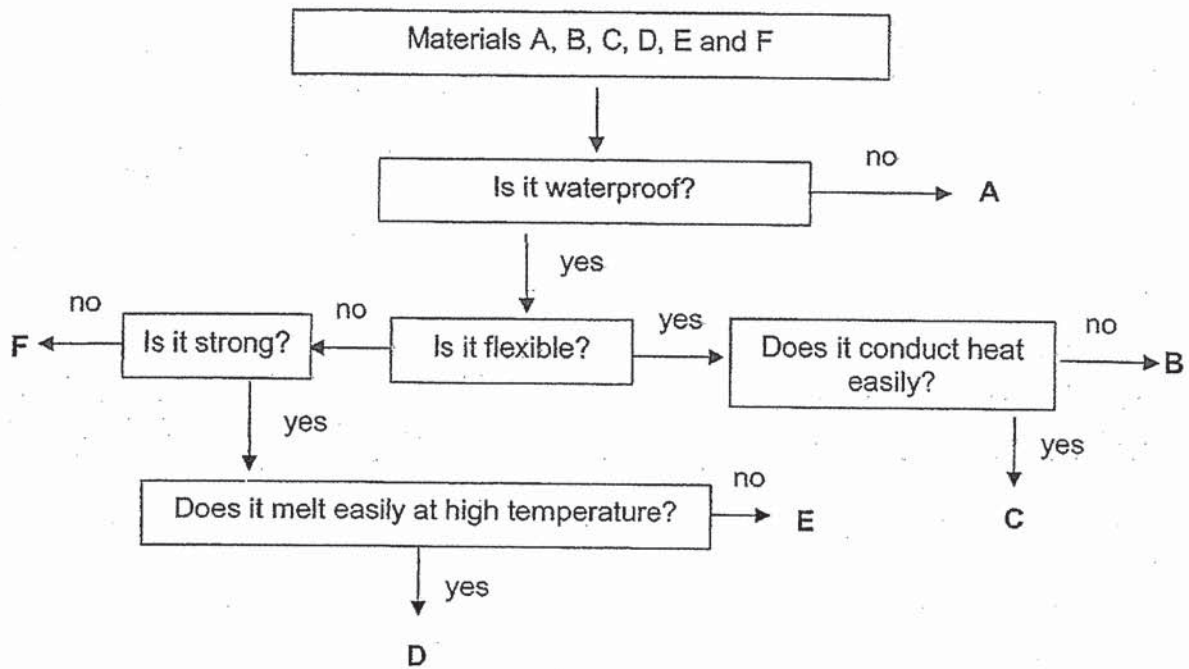 Materials A, B, C, D, E and F
no
Is it waterproof?
A
yes
no
no
yes
no
F
Is it strong?
Is it flexible?
Does it conduct heat
easily?
B
yes
yes
no
Does it melt easily at high temperature?
E
C
yes
D